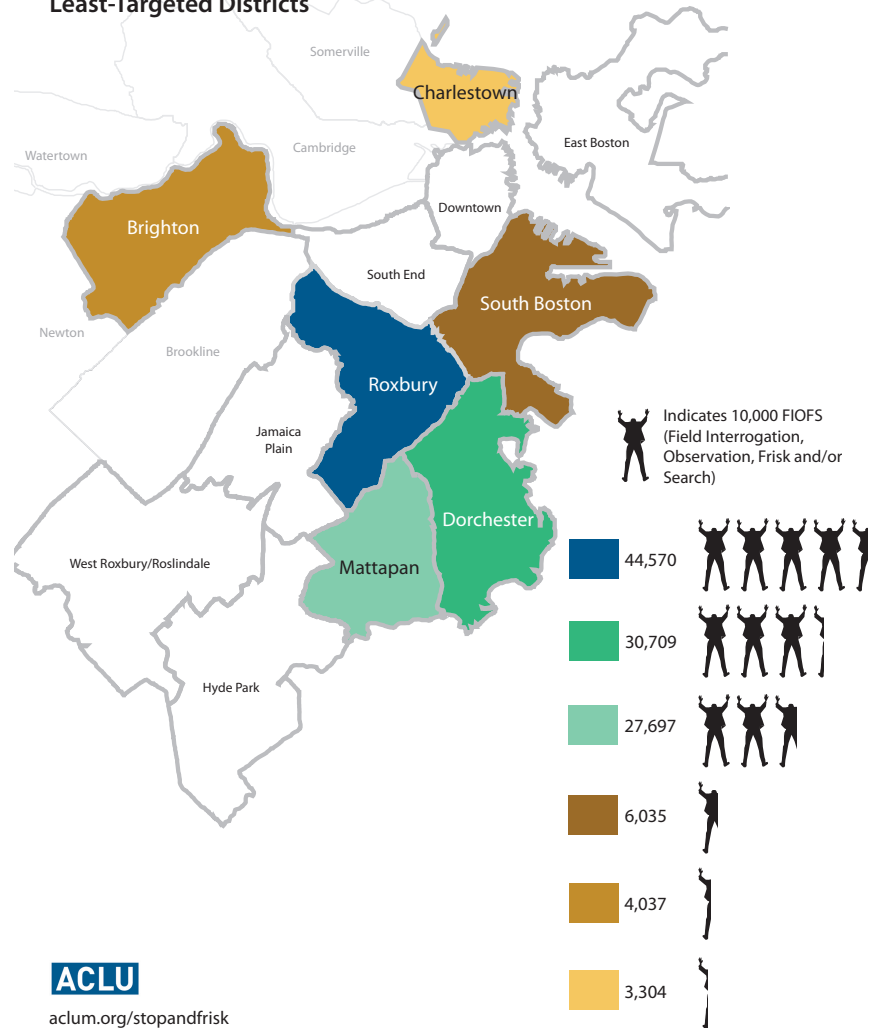 Least-Targeted Districts
Somerville
Charlestown
East Boston
Cambridge
Watertown
Downtown
Brighton
South End
South Boston
Newton
Brookline
Roxbury
Jamaica
Plain
Indicates 10,000 FIOFS
(Field Interrogation,
Observation, Frisk and/or
Search)
Dorchester
44,570
West Roxbury/Roslindale
Mattapan
30,709
Hyde Park
27,697
6,035
4,037
3,304
ACLU
aclum.org/stopandfrisk